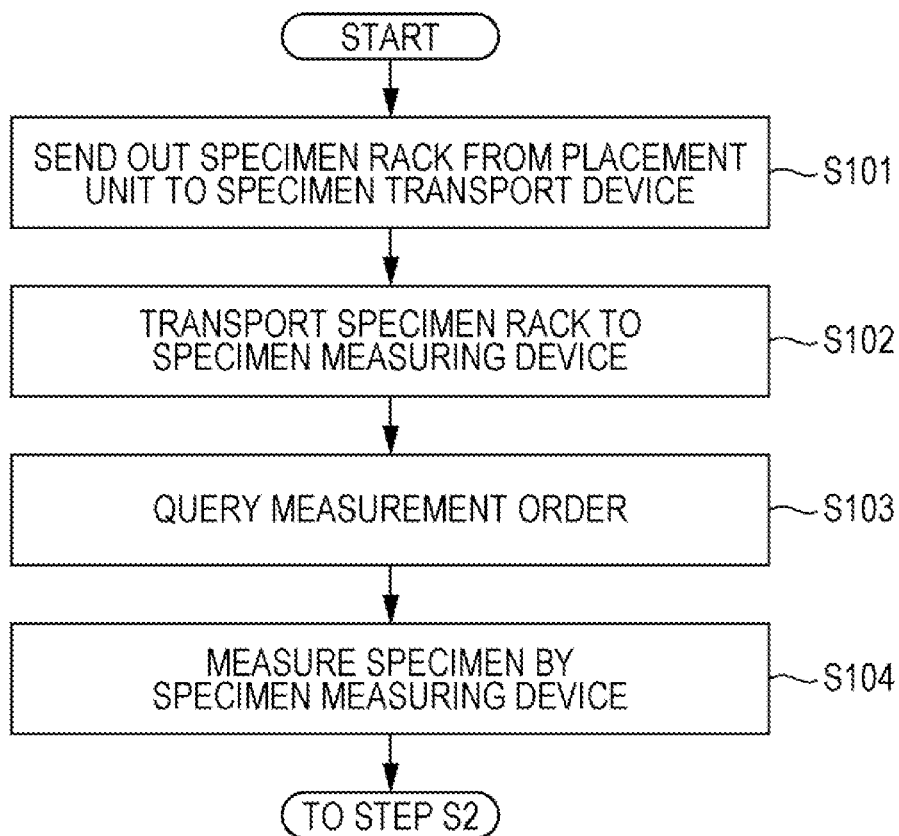 START
SEND OUT SPECIMEN RACK FROM PLACEMENT
UNIT TO SPECIMEN TRANSPORT DEVICE
S101
TRANSPORT SPECIMEN RACK TO
SPECIMEN MEASURING DEVICE
S102
QUERY MEASUREMENT ORDER
S103
MEASURE SPECIMEN BY
SPECIMEN MEASURING DEVICE
S104
TO STEP S2